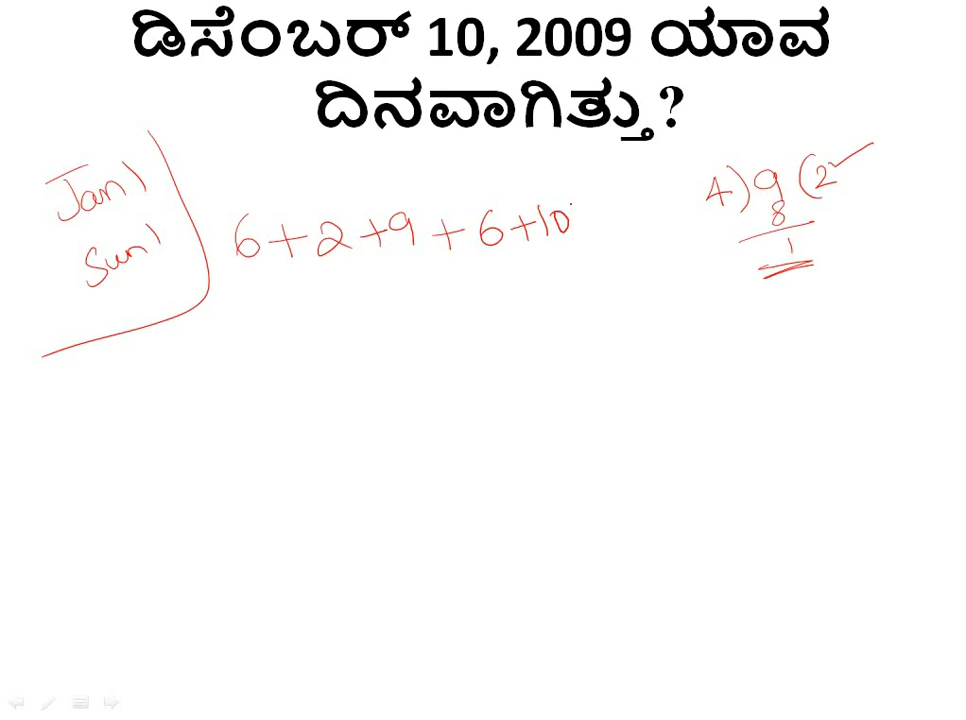 ಡಿಸೆಂಬರ್ 10, 2009 ಯಾವ
ದಿನವಾಗಿತ್ತು?
Jan 1
Sun 1
6+2+9+6+10
4)9(2
8
1